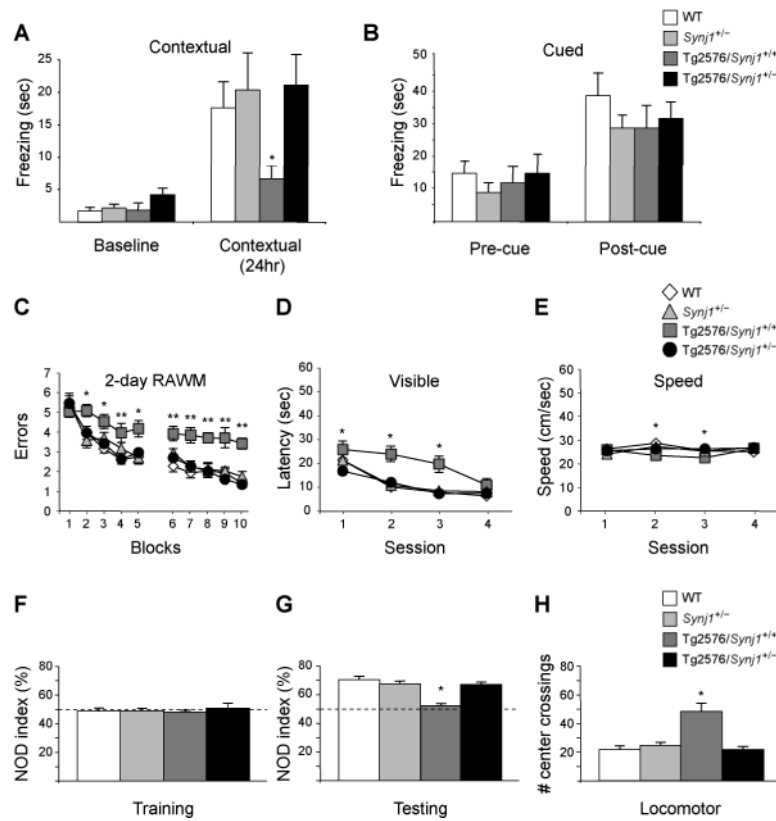 A
Contextual
Freezing (sec)
25
20
15
10
5
*
Baseline
Contextual
(24hr)
B
Cued
WT
Synj1+/−
Tg2576/Synj1+/+
Tg2576/Synj1+/−
Freezing (sec)
40
30
20
10
Pre-cue
Post-cue
C
2-day RAWM
Errors
7
6
5
4
3
2
1
0
* * ** * ** ** ** ** **
1 2 3 4 5 6 7 8 9 10
Blocks
D
Visible
Latency (sec)
60
50
40
30
20
10
0
* * *
1 2 3 4
Session
E
WT
Synj1+/−
Tg2576/Synj1+/+
Tg2576/Synj1+/−
Speed
Speed (cm/sec)
60
50
40
30
20
10
0
* *
1 2 3 4
Session
F
NOD index (%)
80
60
40
20
Training
G
NOD index (%)
80
60
40
20
*
Testing
H
WT
Synj1+/−
Tg2576/Synj1+/+
Tg2576/Synj1+/−
# center crossings
80
60
40
20
*
Locomotor